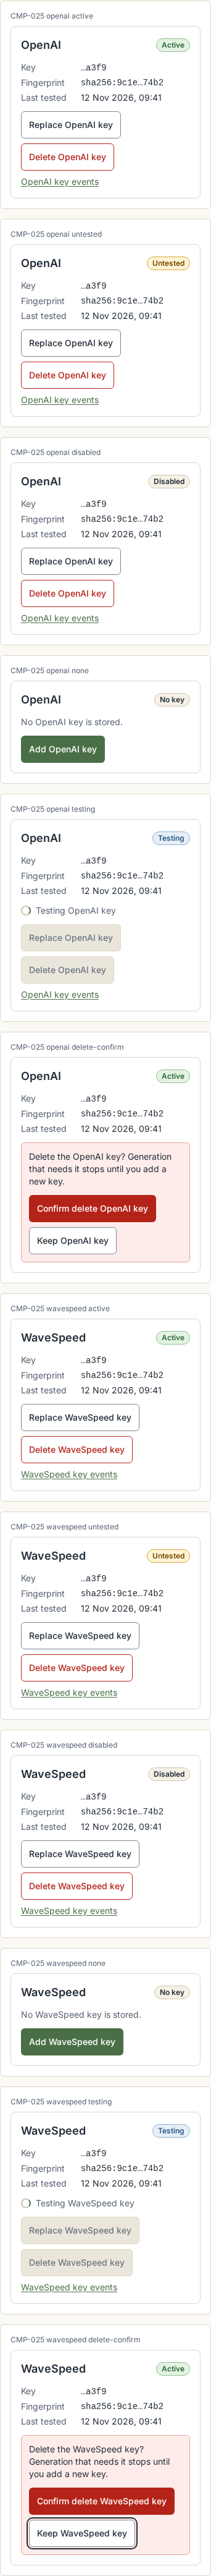 CMP-025 openai active
OpenAI
Active
Key …a3f9
Fingerprint sha256:9c1e…74b2
Last tested 12 Nov 2026, 09:41
Replace OpenAI key
Delete OpenAI key
OpenAI key events
CMP-025 openai untested
OpenAI
Untested
Key …a3f9
Fingerprint sha256:9c1e…74b2
Last tested 12 Nov 2026, 09:41
Replace OpenAI key
Delete OpenAI key
OpenAI key events
CMP-025 openai disabled
OpenAI
Disabled
Key …a3f9
Fingerprint sha256:9c1e…74b2
Last tested 12 Nov 2026, 09:41
Replace OpenAI key
Delete OpenAI key
OpenAI key events
CMP-025 openai none
OpenAI
No key
No OpenAI key is stored.
Add OpenAI key
CMP-025 openai testing
OpenAI
Testing
Key …a3f9
Fingerprint sha256:9c1e…74b2
Last tested 12 Nov 2026, 09:41
Testing OpenAI key
Replace OpenAI key
Delete OpenAI key
OpenAI key events
CMP-025 openai delete-confirm
OpenAI
Active
Key …a3f9
Fingerprint sha256:9c1e…74b2
Last tested 12 Nov 2026, 09:41
Delete the OpenAI key? Generation
that needs it stops until you add a
new key.
Confirm delete OpenAI key
Keep OpenAI key
CMP-025 wavespeed active
WaveSpeed
Active
Key …a3f9
Fingerprint sha256:9c1e…74b2
Last tested 12 Nov 2026, 09:41
Replace WaveSpeed key
Delete WaveSpeed key
WaveSpeed key events
CMP-025 wavespeed untested
WaveSpeed
Untested
Key …a3f9
Fingerprint sha256:9c1e…74b2
Last tested 12 Nov 2026, 09:41
Replace WaveSpeed key
Delete WaveSpeed key
WaveSpeed key events
CMP-025 wavespeed disabled
WaveSpeed
Disabled
Key …a3f9
Fingerprint sha256:9c1e…74b2
Last tested 12 Nov 2026, 09:41
Replace WaveSpeed key
Delete WaveSpeed key
WaveSpeed key events
CMP-025 wavespeed none
WaveSpeed
No key
No WaveSpeed key is stored.
Add WaveSpeed key
CMP-025 wavespeed testing
WaveSpeed
Testing
Key …a3f9
Fingerprint sha256:9c1e…74b2
Last tested 12 Nov 2026, 09:41
Testing WaveSpeed key
Replace WaveSpeed key
Delete WaveSpeed key
WaveSpeed key events
CMP-025 wavespeed delete-confirm
WaveSpeed
Active
Key …a3f9
Fingerprint sha256:9c1e…74b2
Last tested 12 Nov 2026, 09:41
Delete the WaveSpeed key?
Generation that needs it stops until
you add a new key.
Confirm delete WaveSpeed key
Keep WaveSpeed key